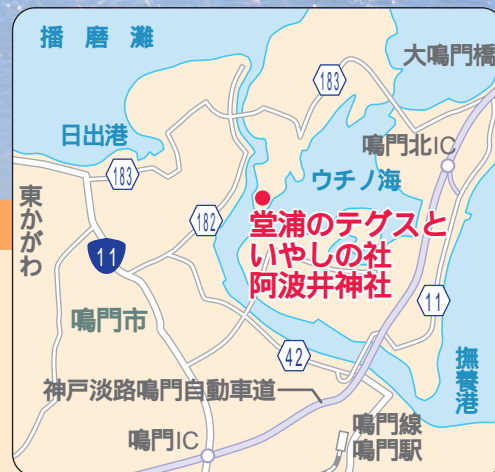 播磨灘
大鳴門橋
183
日出港
鳴門北IC
183
ウチノ海
東かがわ
182
堂浦のテグスと
いやしの社
阿波井神社
11
11
鳴門市
42
撫養港
神戸淡路鳴門自動車道
鳴門線
鳴門駅
鳴門IC